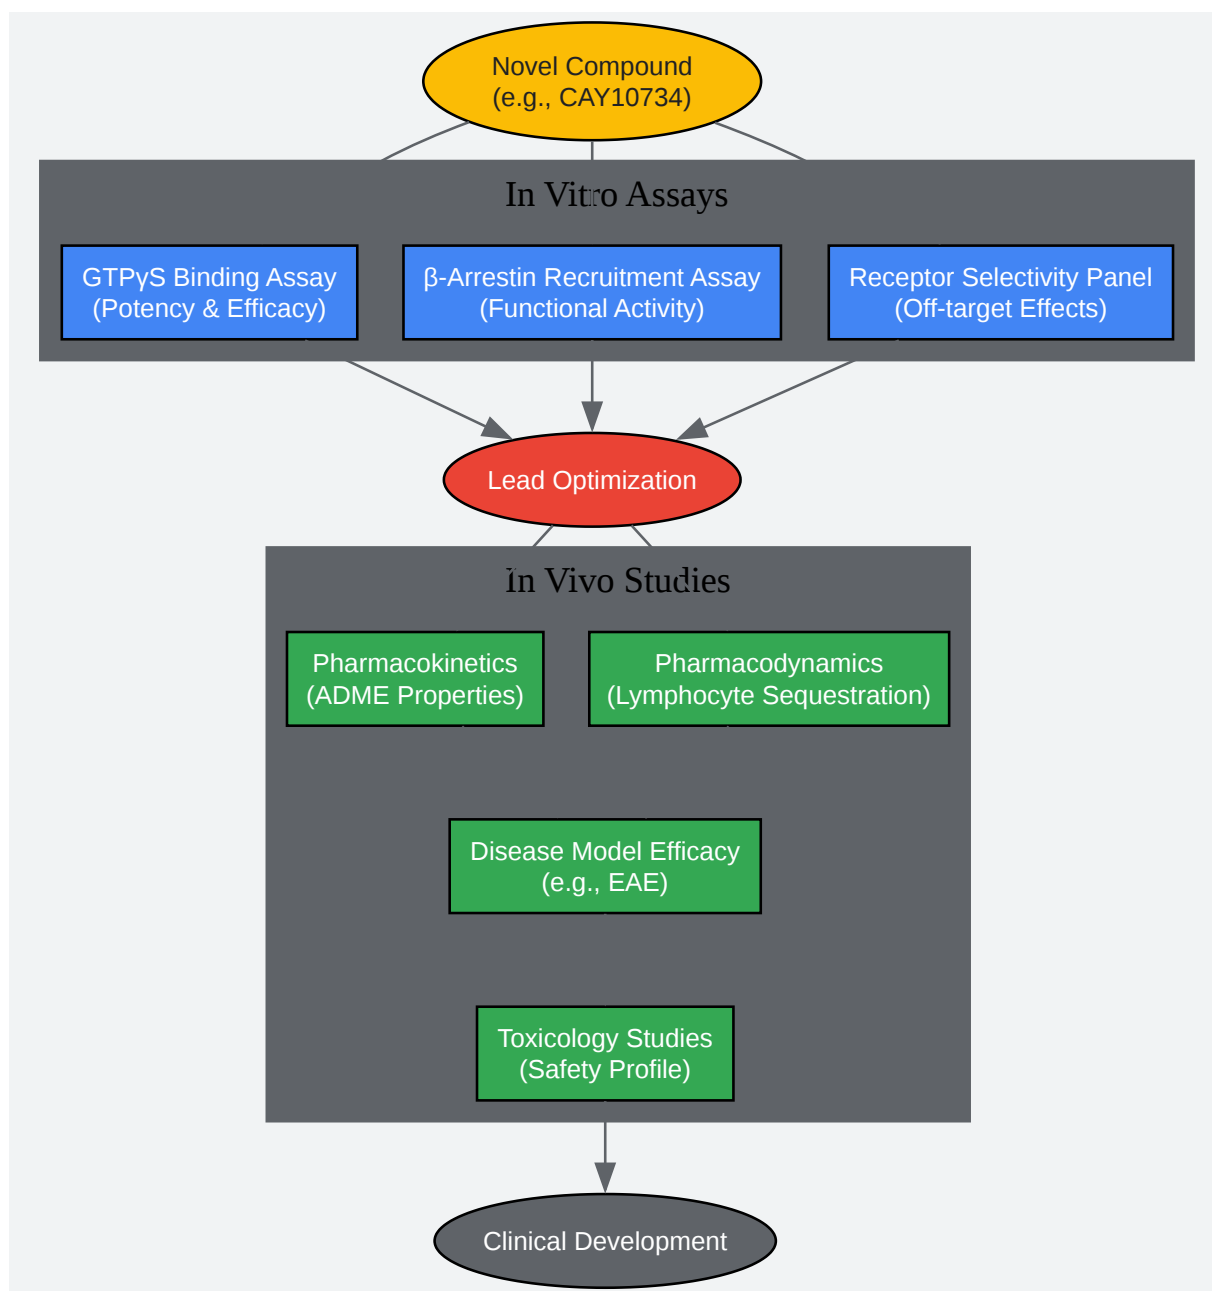 Novel Compound
(e.g., CAY10734)
In Vitro Assays
GTPγS Binding Assay
(Potency & Efficacy)
β-Arrestin Recruitment Assay
(Functional Activity)
Receptor Selectivity Panel
(Off-target Effects)
Lead Optimization
In Vivo Studies
Pharmacokinetics
(ADME Properties)
Pharmacodynamics
(Lymphocyte Sequestration)
Disease Model Efficacy
(e.g., EAE)
Toxicology Studies
(Safety Profile)
Clinical Development